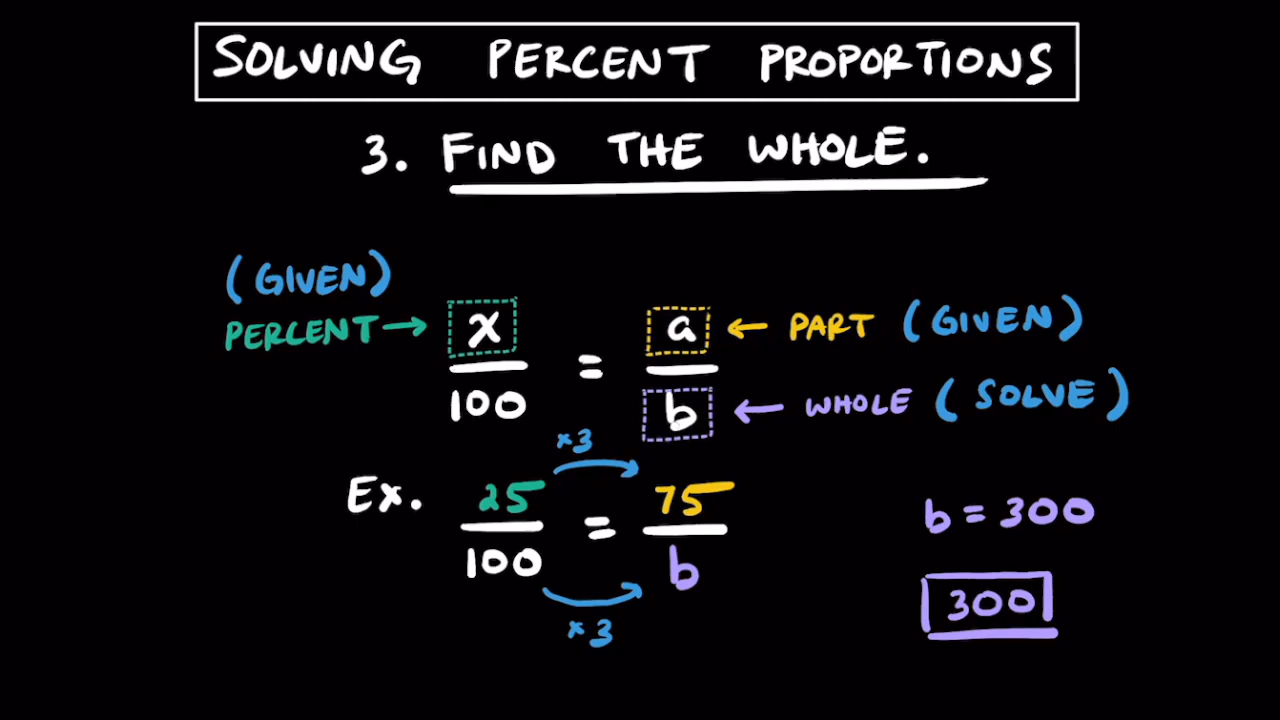 SOLVING PERCENT PROPORTIONS
3. FIND THE WHOLE.
(GIVEN)
PERCENT → x/100 = a/b ← PART (GIVEN)
← WHOLE (SOLVE)
×3
Ex. 25/100 = 75/b
×3
b = 300
300